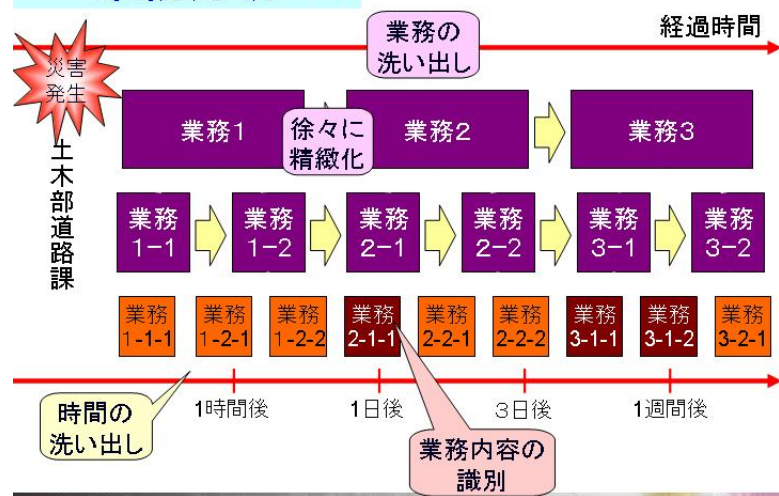 業務の
洗い出し
経過時間
災害
発生
土木部道路課
業務1
徐々に
精緻化
業務2
業務3
業務
1-1
業務
1-2
業務
2-1
業務
2-2
業務
3-1
業務
3-2
業務
1-1-1
業務
1-2-1
業務
1-2-2
業務
2-1-1
業務
2-2-1
業務
2-2-2
業務
3-1-1
業務
3-1-2
業務
3-2-1
時間の
洗い出し
1時間後
1日後
3日後
1週間後
業務内容の
識別